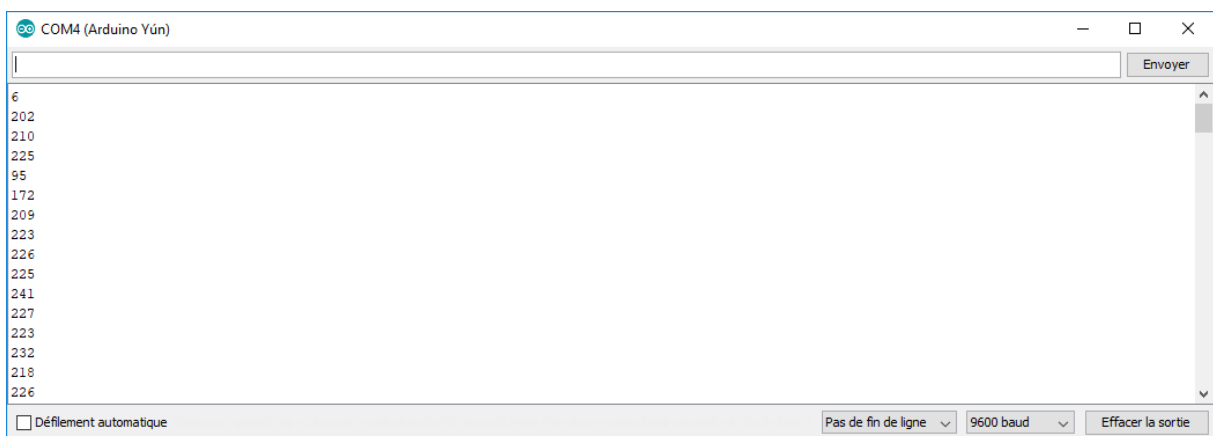 COM4 (Arduino Yún)
Envoyer
6
202
210
225
95
172
209
223
226
225
241
227
223
232
218
226
Défilement automatique
Pas de fin de ligne
9600 baud
Effacer la sortie